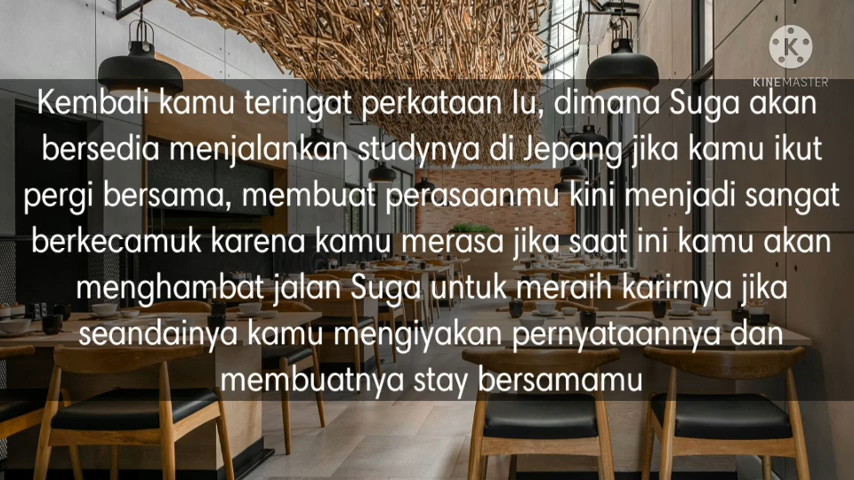 KINEMASTER
Kembali kamu teringat perkataan Iu, dimana Suga akan
bersedia menjalankan studynya di Jepang jika kamu ikut
pergi bersama, membuat perasaanmu kini menjadi sangat
berkecamuk karena kamu merasa jika saat ini kamu akan
menghambat jalan Suga untuk meraih karirnya jika
seandainya kamu mengiyakan pernyataannya dan
membuatnya stay bersamamu